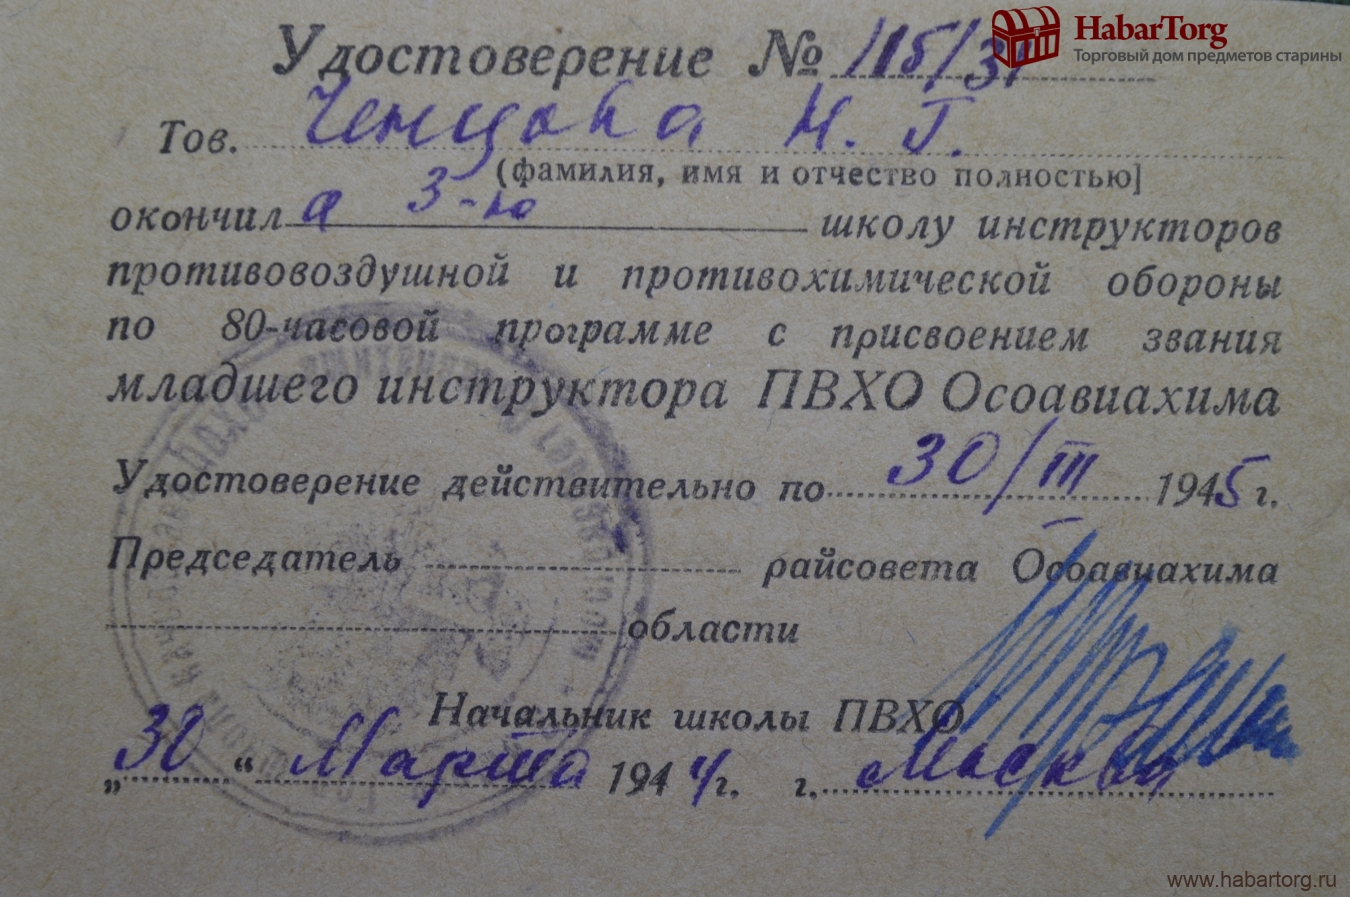 HabarTorg
Торговый дом предметов старины
Удостоверение № 115/31
Тов. Ченцова Н. Г.
(фамилия, имя и отчество полностью]
окончил а 3-ю школу инструкторов
противовоздушной и противохимической обороны
по 80-часовой программе с присвоением звания
младшего инструктора ПВХО Осоавиахима
Удостоверение действительно по 30/III 1945 г.
Председатель райсовета Осоавиахима
области
Начальник школы ПВХО
„30“ Марта 1944 г. г. Москва
www.habartorg.ru